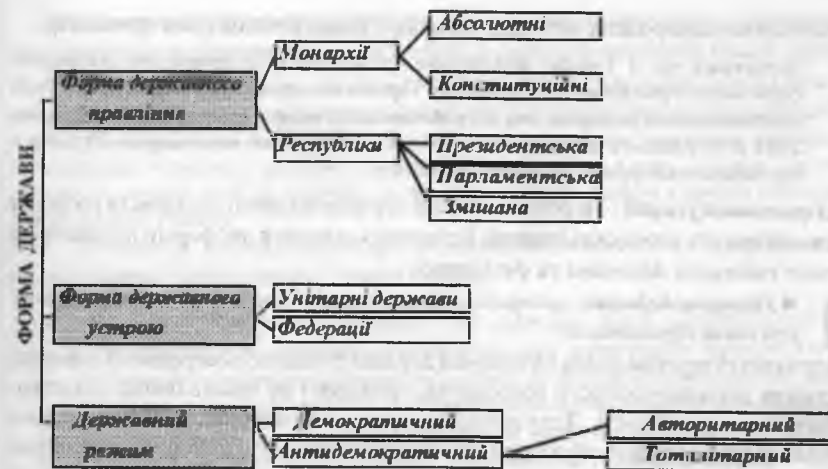 ФОРМА ДЕРЖАВИ
Форма державного
правління
Монархії
Абсолютні
Конституційні
Республіки
Президентська
Парламентська
Змішана
Форма державного
устрою
Унітарні держави
Федерації
Державний
режим
Демократичний
Антидемократичний
Авторитарний
Тоталітарний